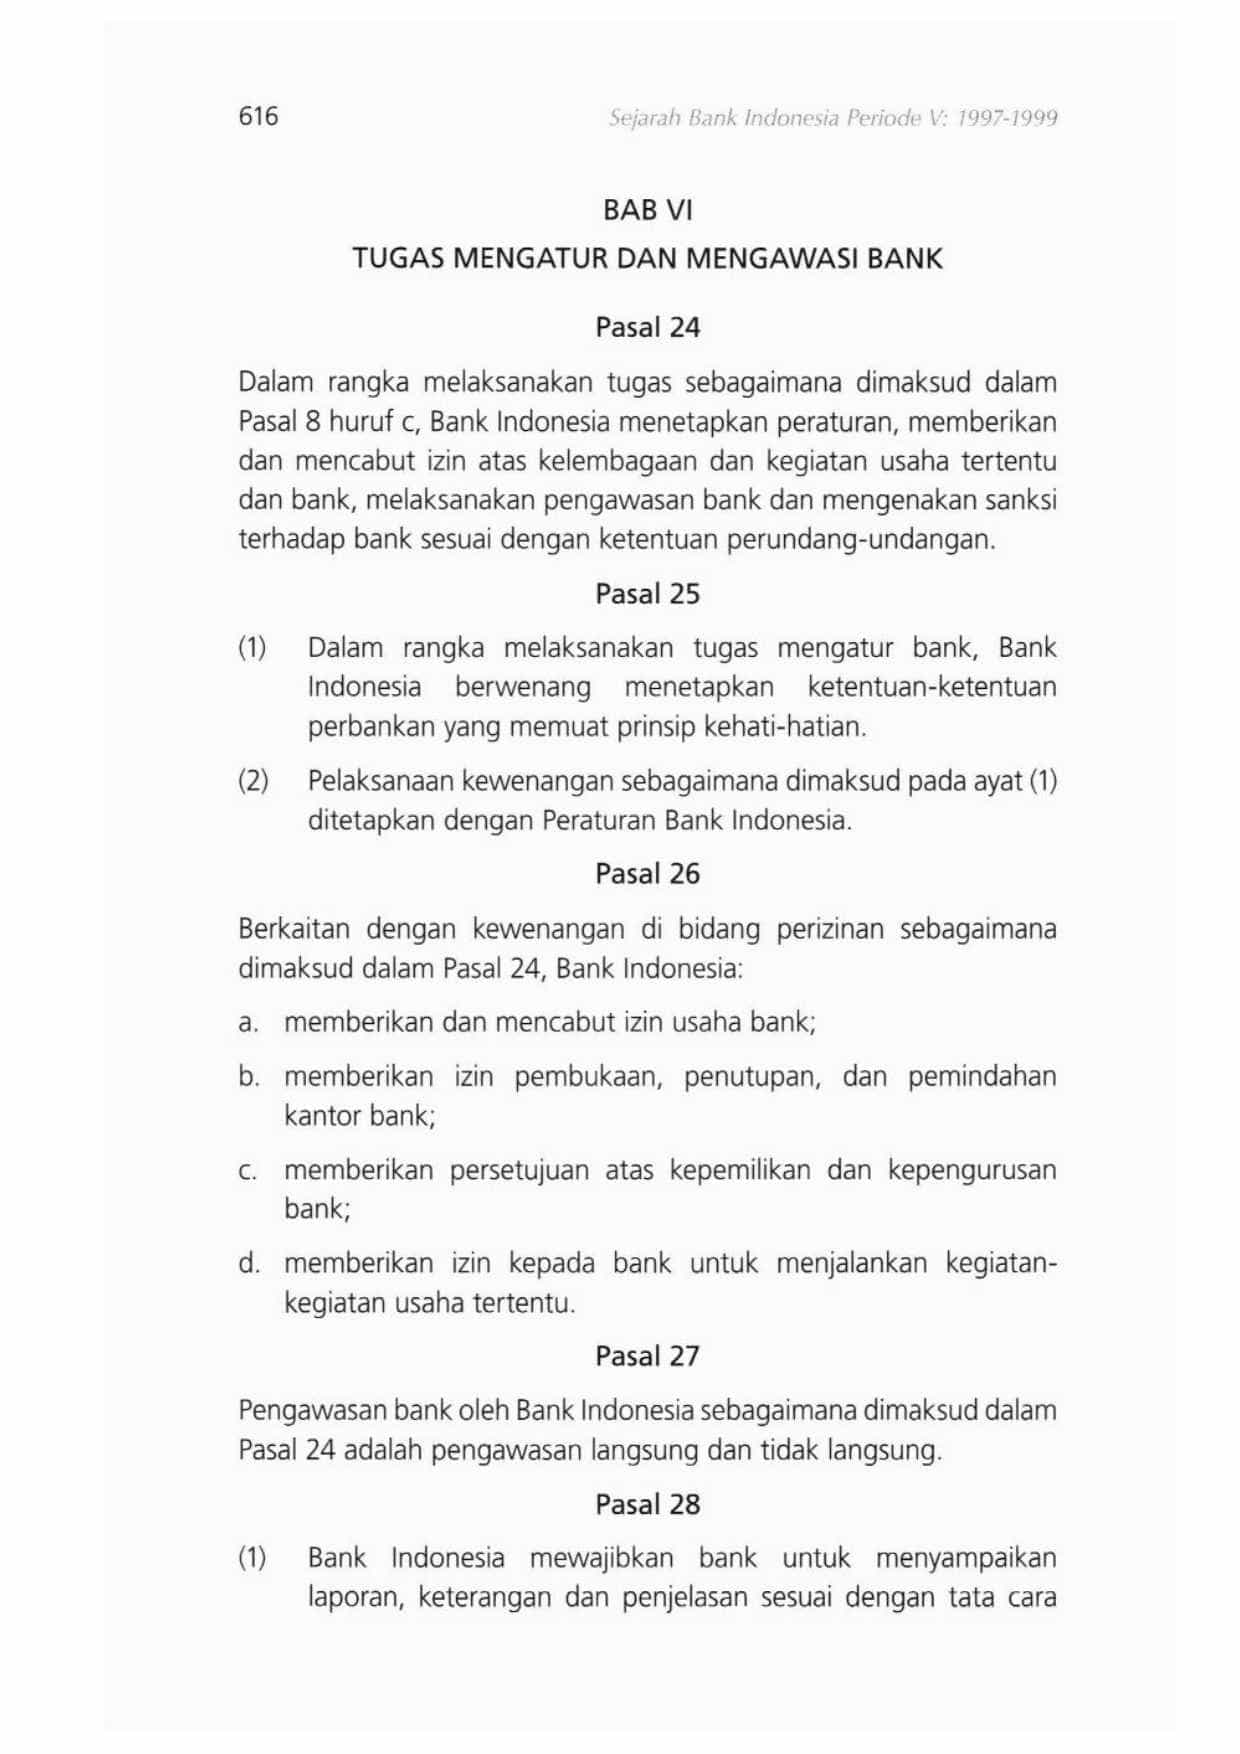 616
Sejarah Bank Indonesia Periode V: 1997-1999
BAB VI
TUGAS MENGATUR DAN MENGAWASI BANK
Pasal 24
Dalam rangka melaksanakan tugas sebagaimana dimaksud dalam
Pasal 8 huruf c, Bank Indonesia menetapkan peraturan, memberikan
dan mencabut izin atas kelembagaan dan kegiatan usaha tertentu
dan bank, melaksanakan pengawasan bank dan mengenakan sanksi
terhadap bank sesuai dengan ketentuan perundang-undangan.
Pasal 25
(1) Dalam rangka melaksanakan tugas mengatur bank, Bank
Indonesia berwenang menetapkan ketentuan-ketentuan
perbankan yang memuat prinsip kehati-hatian.
(2) Pelaksanaan kewenangan sebagaimana dimaksud pada ayat (1)
ditetapkan dengan Peraturan Bank Indonesia.
Pasal 26
Berkaitan dengan kewenangan di bidang perizinan sebagaimana
dimaksud dalam Pasal 24, Bank Indonesia:
a. memberikan dan mencabut izin usaha bank;
b. memberikan izin pembukaan, penutupan, dan pemindahan
kantor bank;
c. memberikan persetujuan atas kepemilikan dan kepengurusan
bank;
d. memberikan izin kepada bank untuk menjalankan kegiatan-
kegiatan usaha tertentu.
Pasal 27
Pengawasan bank oleh Bank Indonesia sebagaimana dimaksud dalam
Pasal 24 adalah pengawasan langsung dan tidak langsung.
Pasal 28
(1) Bank Indonesia mewajibkan bank untuk menyampaikan
laporan, keterangan dan penjelasan sesuai dengan tata cara